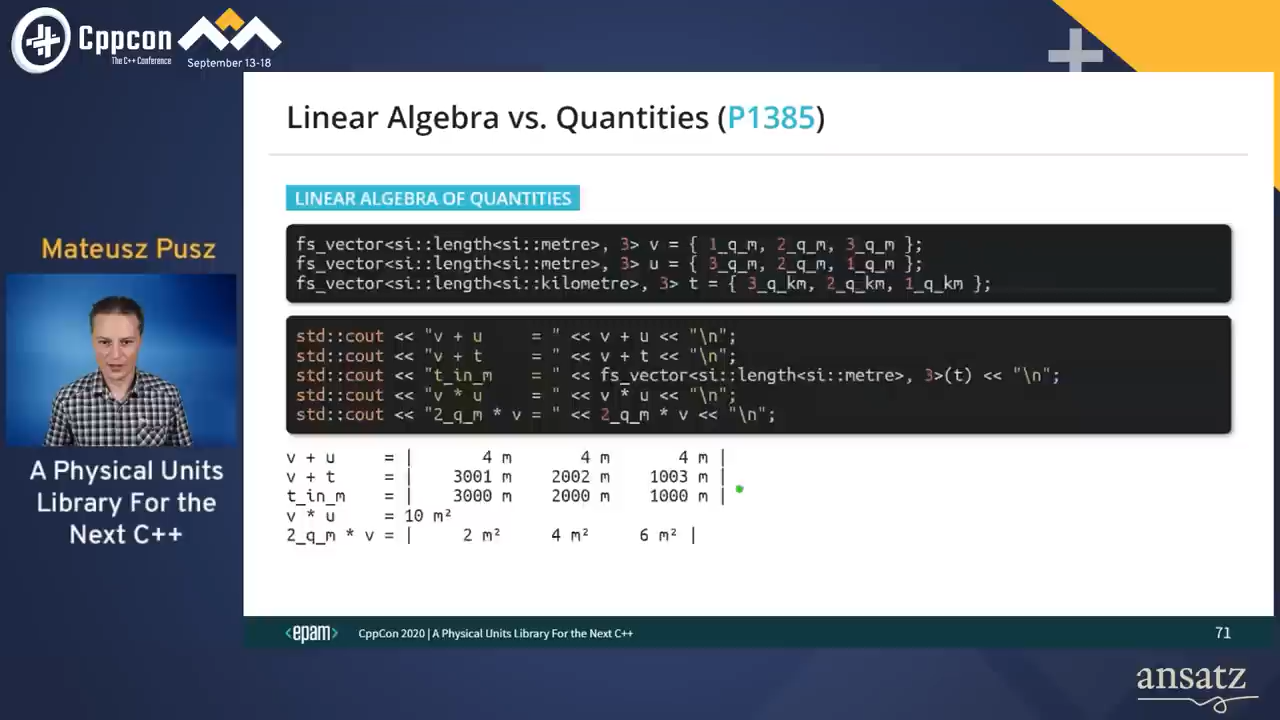 Cppcon
The C++ Conference
September 13-18
Linear Algebra vs. Quantities (P1385)
LINEAR ALGEBRA OF QUANTITIES
fs_vector<si::length<si::metre>, 3> v = { 1_q_m, 2_q_m, 3_q_m };
fs_vector<si::length<si::metre>, 3> u = { 3_q_m, 2_q_m, 1_q_m };
fs_vector<si::length<si::kilometre>, 3> t = { 3_q_km, 2_q_km, 1_q_km };
std::cout << "v + u     = " << v + u << "\n";
std::cout << "v + t     = " << v + t << "\n";
std::cout << "t_in_m    = " << fs_vector<si::length<si::metre>, 3>(t) << "\n";
std::cout << "v * u     = " << v * u << "\n";
std::cout << "2_q_m * v = " << 2_q_m * v << "\n";
v + u     = |       4 m       4 m       4 m |
v + t     = |    3001 m    2002 m    1003 m |
t_in_m    = |    3000 m    2000 m    1000 m |
v * u     = 10 m²
2_q_m * v = |     2 m²     4 m²     6 m² |
Mateusz Pusz
A Physical Units
Library For the
Next C++
<epam>
CppCon 2020 | A Physical Units Library For the Next C++
71
ansatz